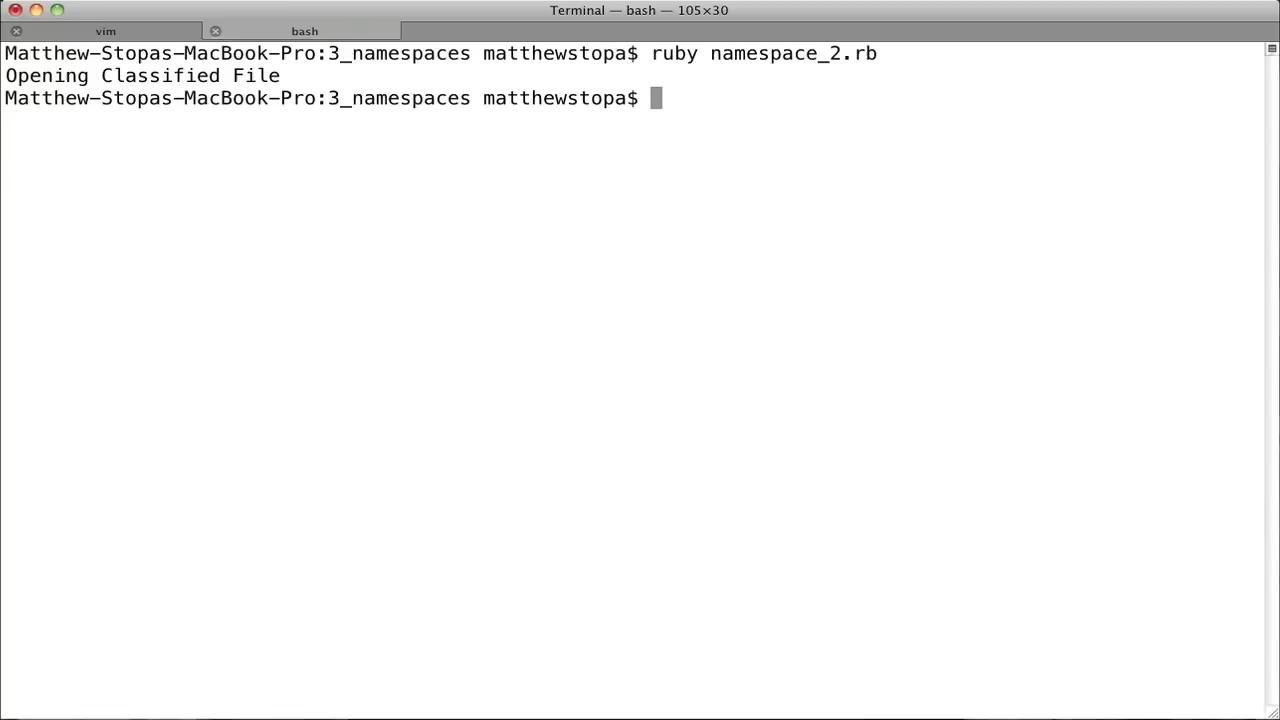 Terminal — bash — 105×30
vim
bash
Matthew-Stopas-MacBook-Pro:3_namespaces matthewstopa$ ruby namespace_2.rb
Opening Classified File
Matthew-Stopas-MacBook-Pro:3_namespaces matthewstopa$